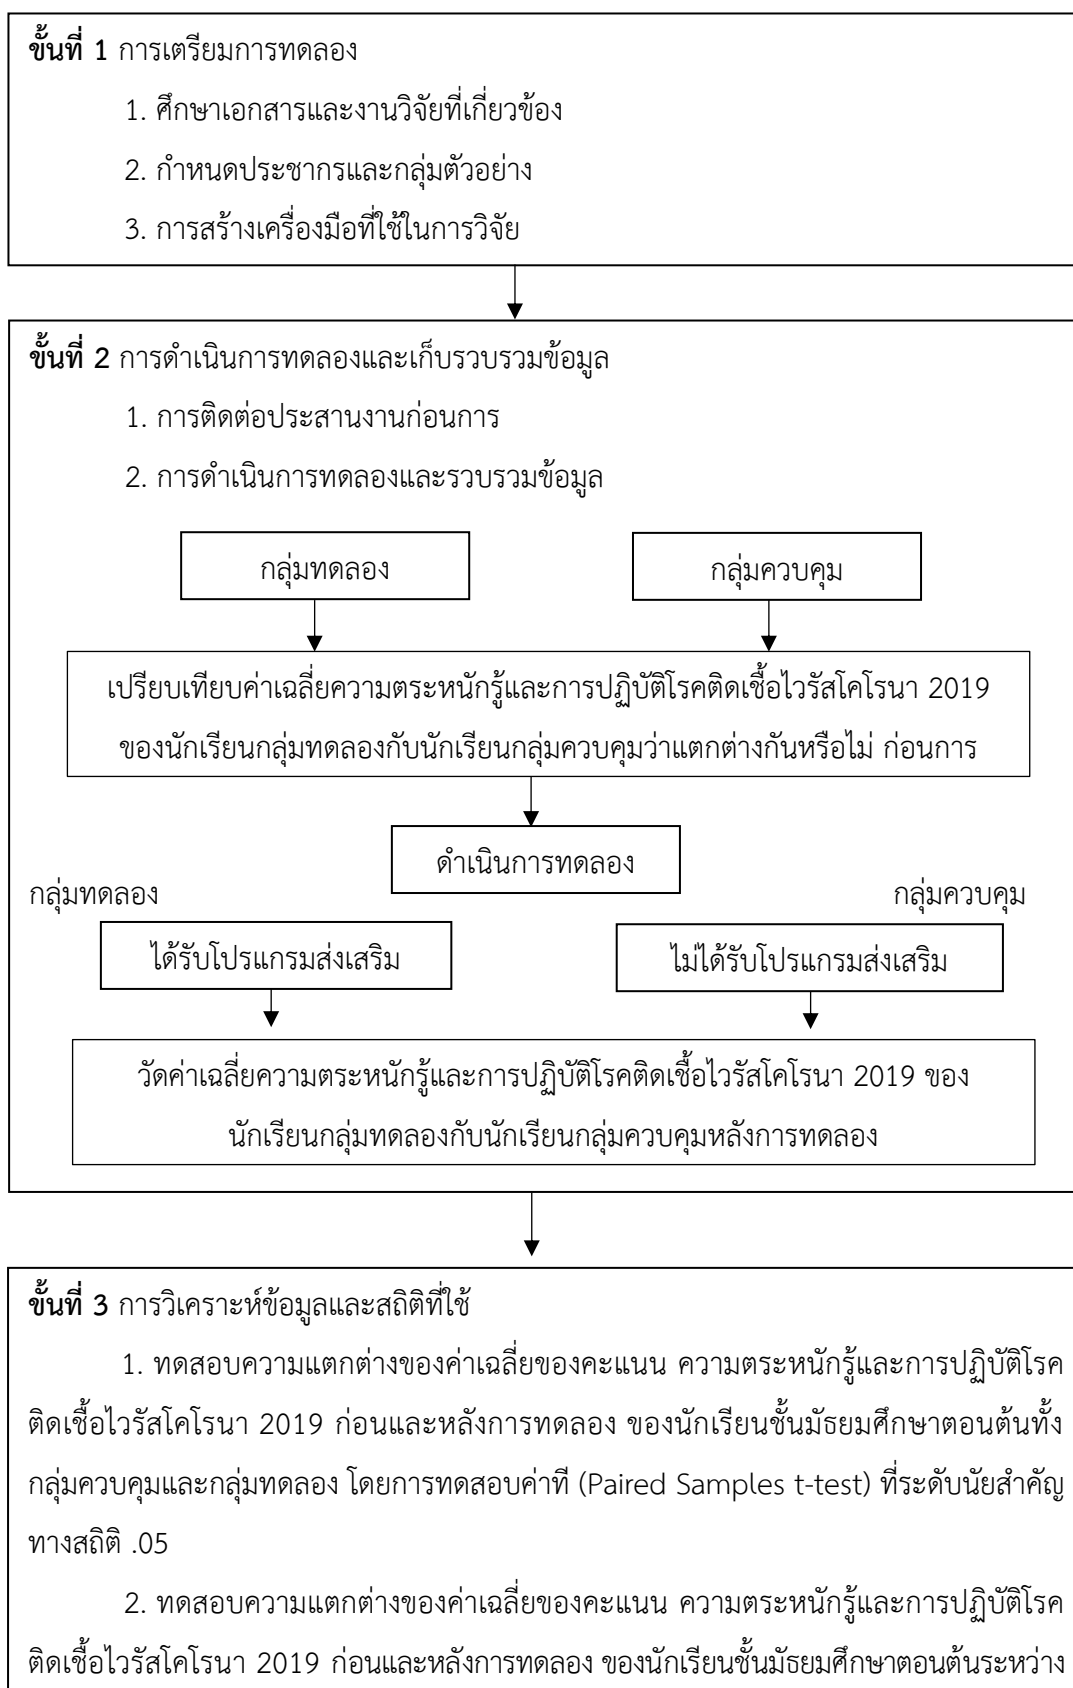 ขั้นที่ 1 การเตรียมการทดลอง
1. ศึกษาเอกสารและงานวิจัยที่เกี่ยวข้อง
2. กำหนดประชากรและกลุ่มตัวอย่าง
3. การสร้างเครื่องมือที่ใช้ในการวิจัย
ขั้นที่ 2 การดำเนินการทดลองและเก็บรวบรวมข้อมูล
1. การติดต่อประสานงานก่อนการ
2. การดำเนินการทดลองและรวบรวมข้อมูล
กลุ่มทดลอง
กลุ่มควบคุม
เปรียบเทียบค่าเฉลี่ยความตระหนักรู้และการปฏิบัติโรคติดเชื้อไวรัสโคโรนา 2019
ของนักเรียนกลุ่มทดลองกับนักเรียนกลุ่มควบคุมว่าแตกต่างกันหรือไม่ ก่อนการ
ดำเนินการทดลอง
กลุ่มทดลอง
กลุ่มควบคุม
ได้รับโปรแกรมส่งเสริม
ไม่ได้รับโปรแกรมส่งเสริม
วัดค่าเฉลี่ยความตระหนักรู้และการปฏิบัติโรคติดเชื้อไวรัสโคโรนา 2019 ของ
นักเรียนกลุ่มทดลองกับนักเรียนกลุ่มควบคุมหลังการทดลอง
ขั้นที่ 3 การวิเคราะห์ข้อมูลและสถิติที่ใช้
1. ทดสอบความแตกต่างของค่าเฉลี่ยของคะแนน ความตระหนักรู้และการปฏิบัติโรค
ติดเชื้อไวรัสโคโรนา 2019 ก่อนและหลังการทดลอง ของนักเรียนชั้นมัธยมศึกษาตอนต้นทั้ง
กลุ่มควบคุมและกลุ่มทดลอง โดยการทดสอบค่าที (Paired Samples t-test) ที่ระดับนัยสำคัญ
ทางสถิติ .05
2. ทดสอบความแตกต่างของค่าเฉลี่ยของคะแนน ความตระหนักรู้และการปฏิบัติโรค
ติดเชื้อไวรัสโคโรนา 2019 ก่อนและหลังการทดลอง ของนักเรียนชั้นมัธยมศึกษาตอนต้นระหว่าง